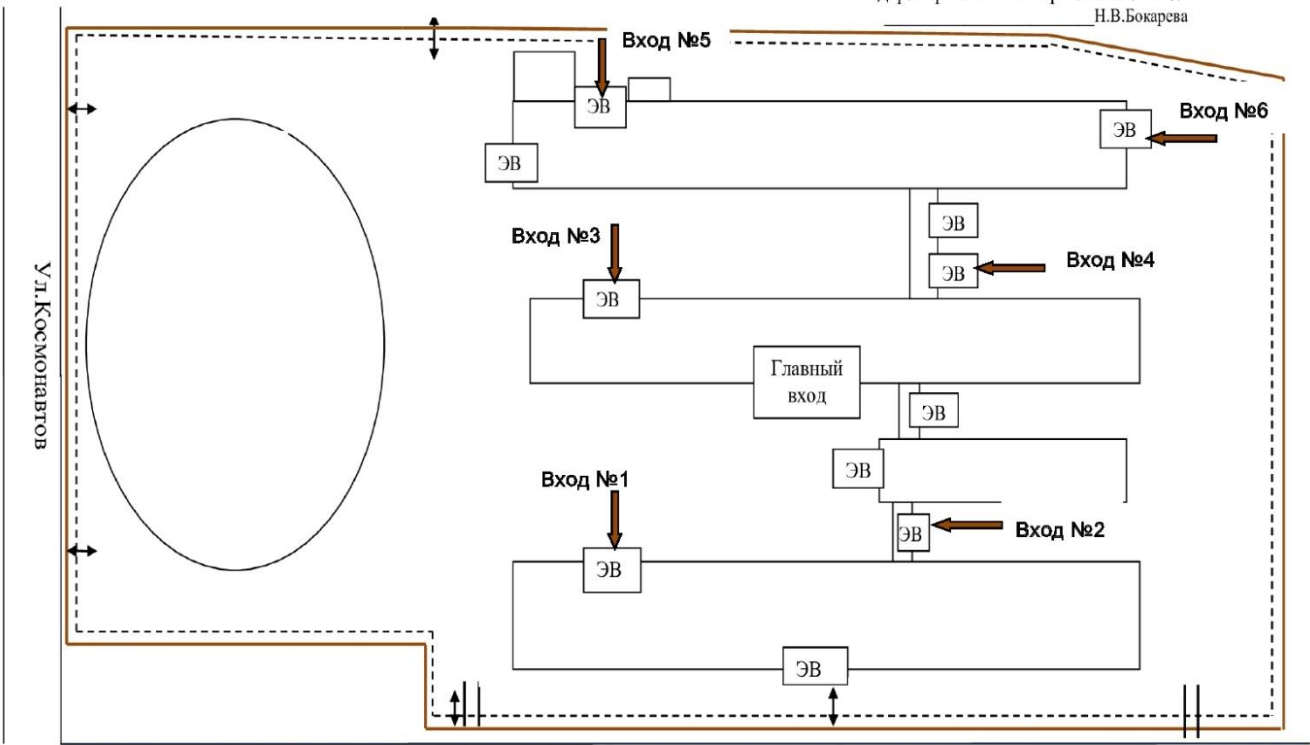 Н.В.Бокарева
Вход №5
ЭВ
Вход №6
ЭВ
ЭВ
ЭВ
Вход №3
Вход №4
ЭВ
ЭВ
Главный
вход
ЭВ
ЭВ
Вход №1
Вход №2
ЭВ
ЭВ
ЭВ
Ул.Космонавтов